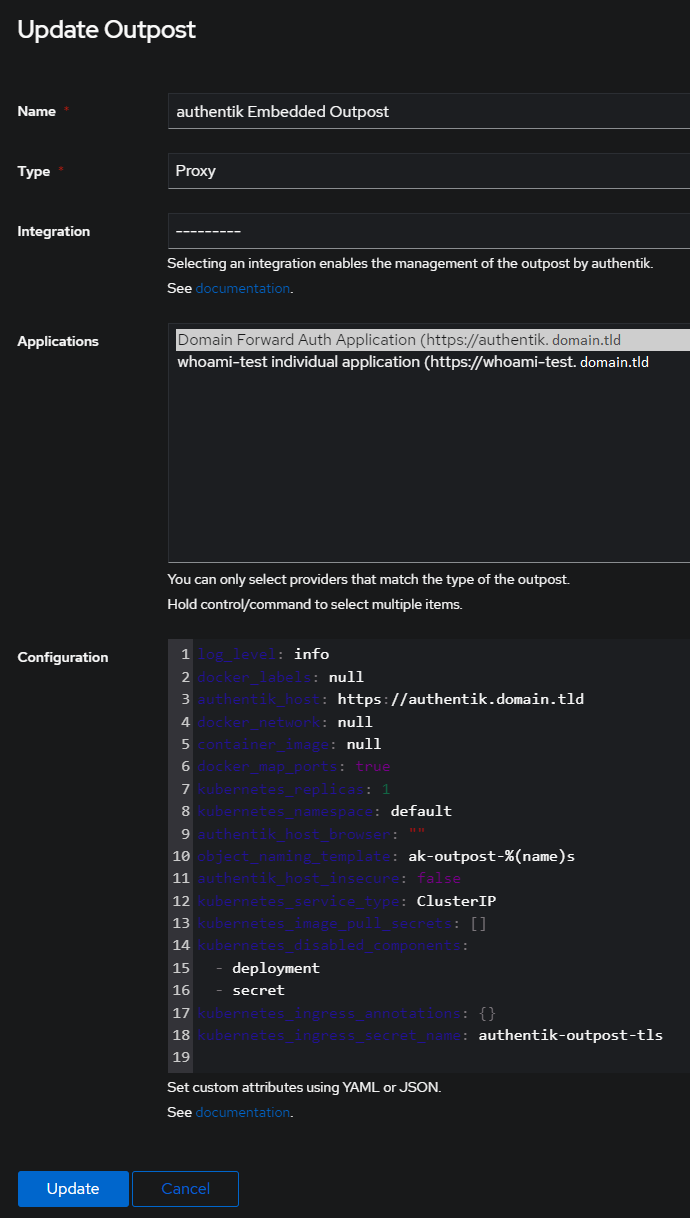 Update Outpost
Name *
authentik Embedded Outpost
Type *
Proxy
Integration
---------
Selecting an integration enables the management of the outpost by authentik.
See documentation.
Applications
Domain Forward Auth Application (https://authentik. domain.tld
whoami-test individual application (https://whoami-test. domain.tld
You can only select providers that match the type of the outpost.
Hold control/command to select multiple items.
Configuration
1 log_level: info
2 docker_labels: null
3 authentik_host: https://authentik.domain.tld
4 docker_network: null
5 container_image: null
6 docker_map_ports: true
7 kubernetes_replicas: 1
8 kubernetes_namespace: default
9 authentik_host_browser: ""
10 object_naming_template: ak-outpost-%(name)s
11 authentik_host_insecure: false
12 kubernetes_service_type: ClusterIP
13 kubernetes_image_pull_secrets: []
14 kubernetes_disabled_components:
15 - deployment
16 - secret
17 kubernetes_ingress_annotations: {}
18 kubernetes_ingress_secret_name: authentik-outpost-tls
19
Set custom attributes using YAML or JSON.
See documentation.
Update Cancel